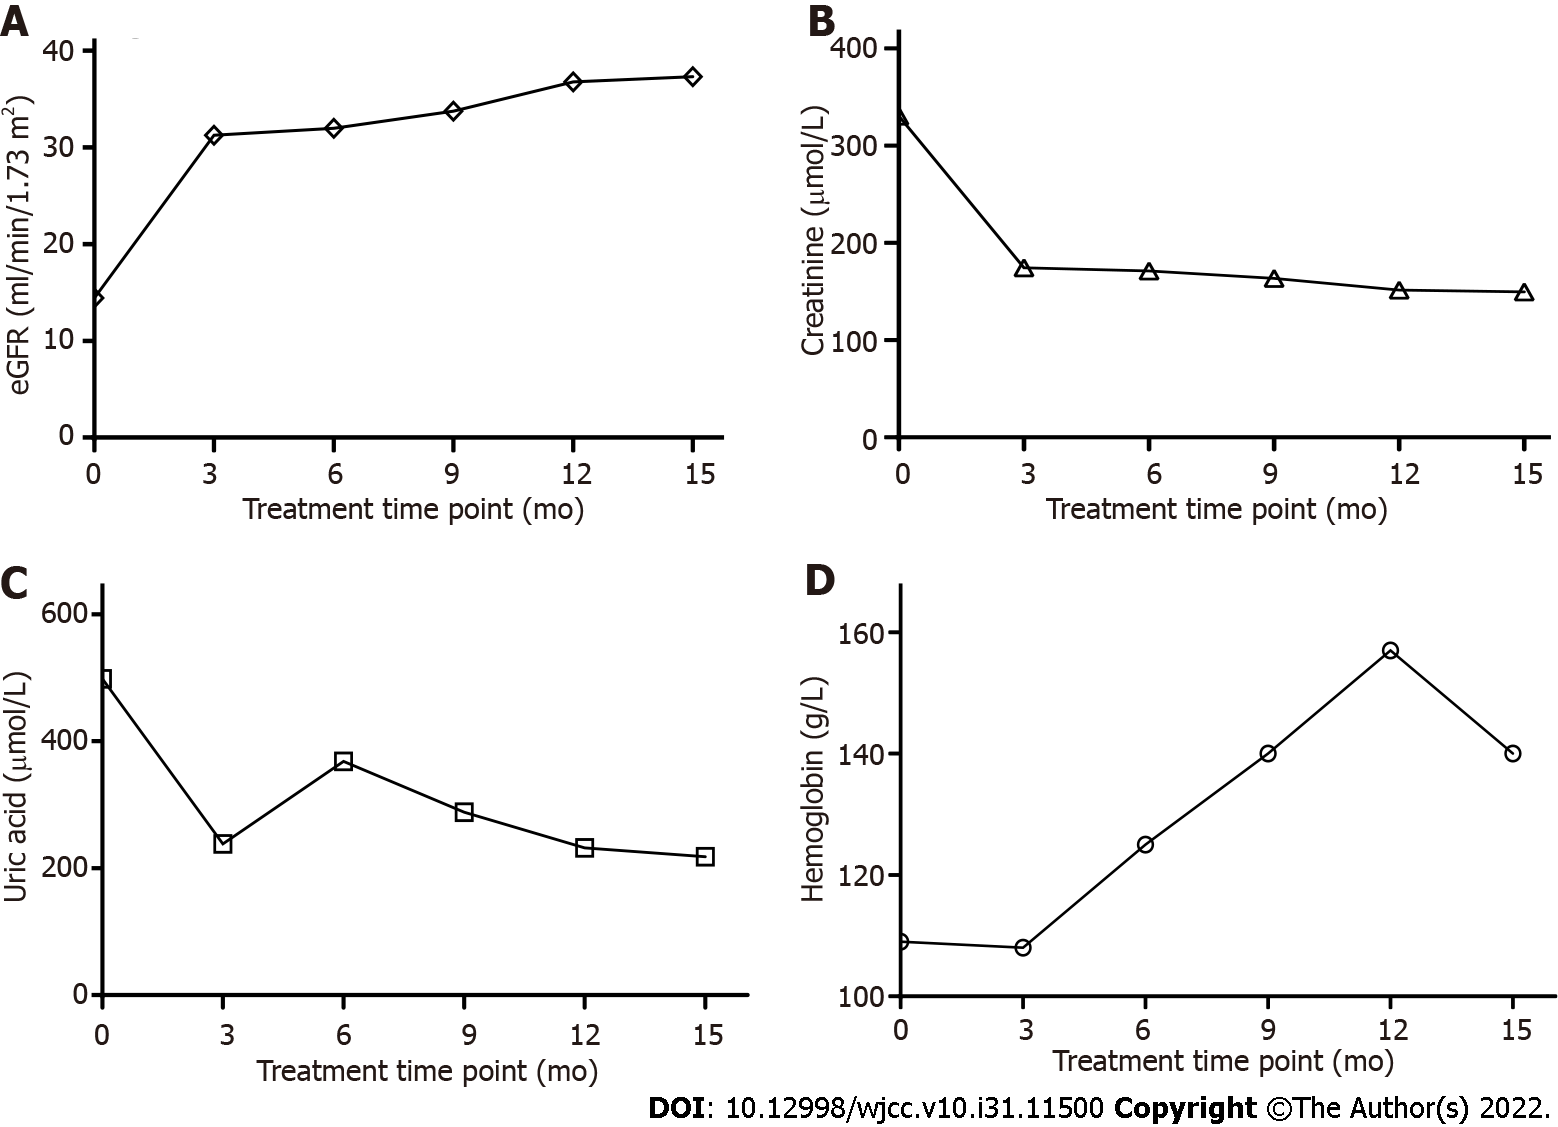 A
40
30
20
10
0
0 3 6 9 12 15
eGFR (ml/min/1.73 m²)
Treatment time point (mo)
B
400
300
200
100
0
0 3 6 9 12 15
Creatinine (μmol/L)
Treatment time point (mo)
C
600
400
200
0
0 3 6 9 12 15
Uric acid (μmol/L)
Treatment time point (mo)
D
160
140
120
100
0 3 6 9 12 15
Hemoglobin (g/L)
Treatment time point (mo)
DOI: 10.12998/wjcc.v10.i31.11500 Copyright ©The Author(s) 2022.